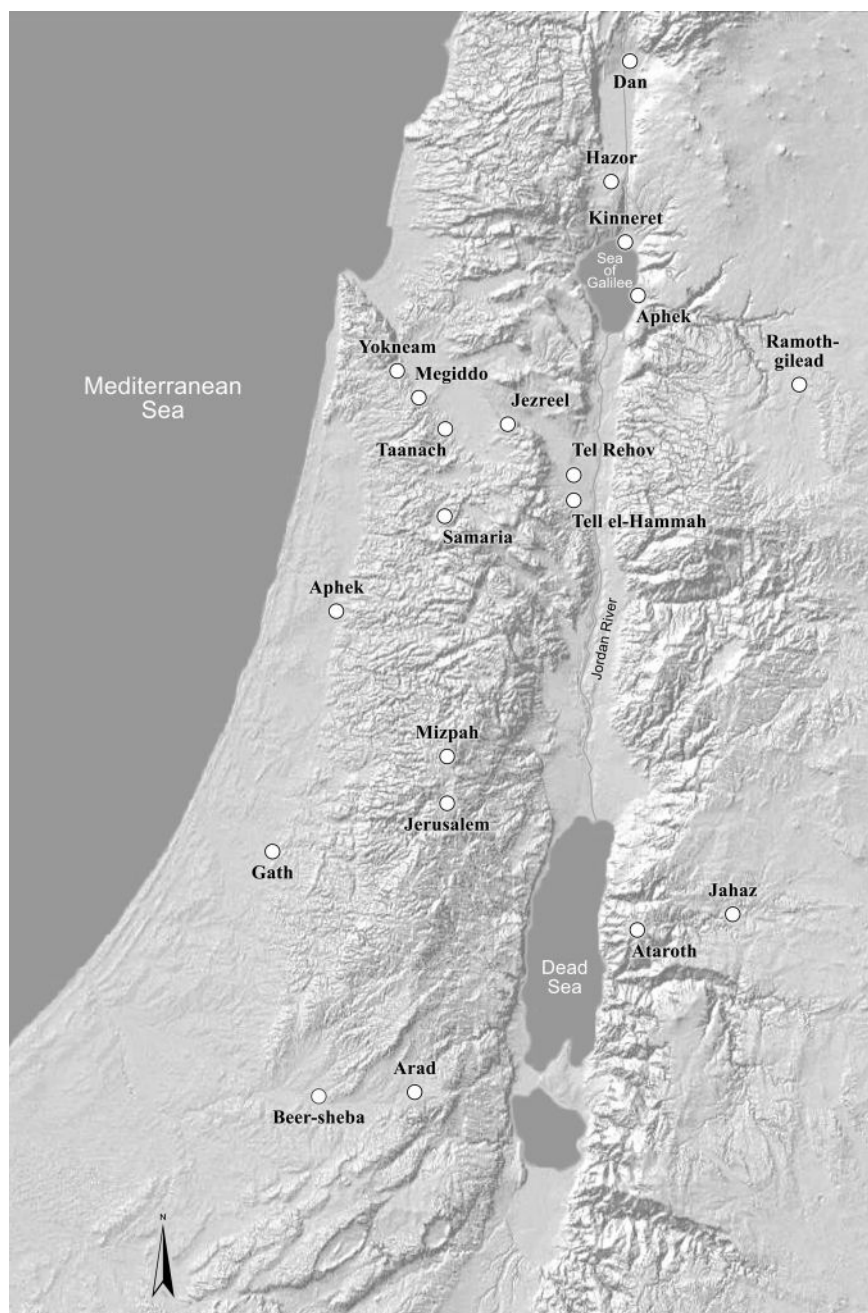 Dan
Hazor
Kinneret
Sea
of
Galilee
Aphek
Ramoth-
gilead
Yokneam
Megiddo
Mediterranean
Sea
Jezreel
Taanach
Tel Rehov
Tell el-Hammah
Samaria
Aphek
Jordan River
Mizpah
Jerusalem
Gath
Jahaz
Ataroth
Dead
Sea
Arad
Beer-sheba
N